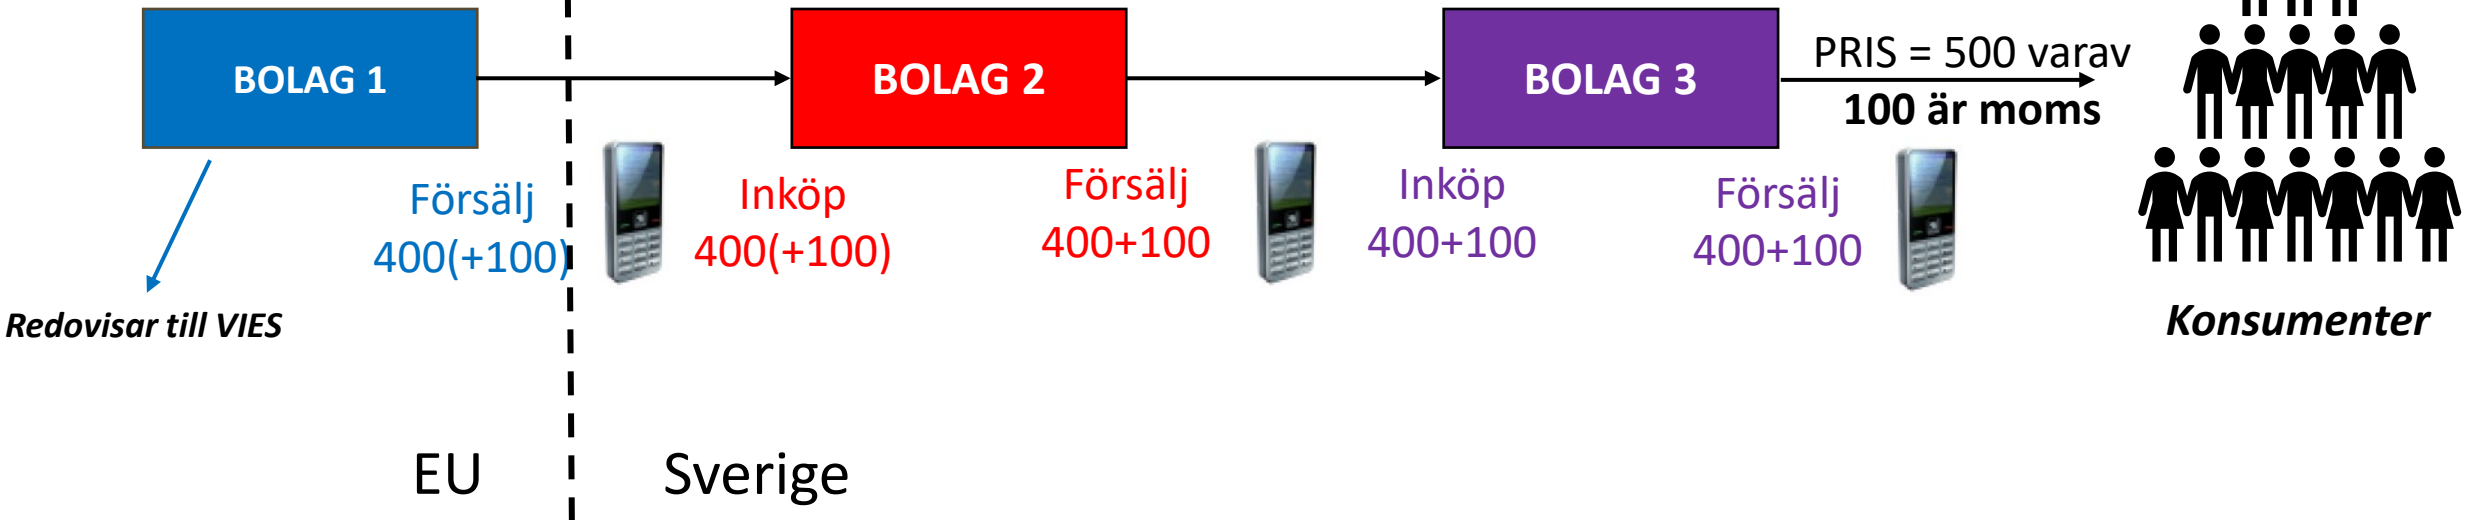 BOLAG 1
BOLAG 2
BOLAG 3
PRIS = 500 varav
100 är moms
Försälj
400(+100)
Inköp
400(+100)
Försälj
400+100
Inköp
400+100
Försälj
400+100
Redovisar till VIES
Konsumenter
EU
Sverige